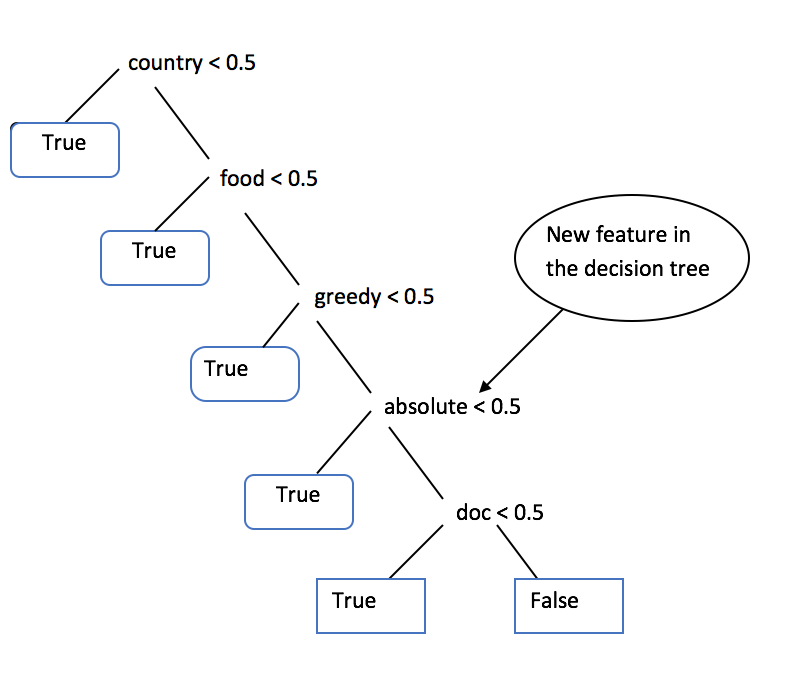 country < 0.5
True
food < 0.5
True
New feature in
the decision tree
greedy < 0.5
True
absolute < 0.5
True
doc < 0.5
True
False